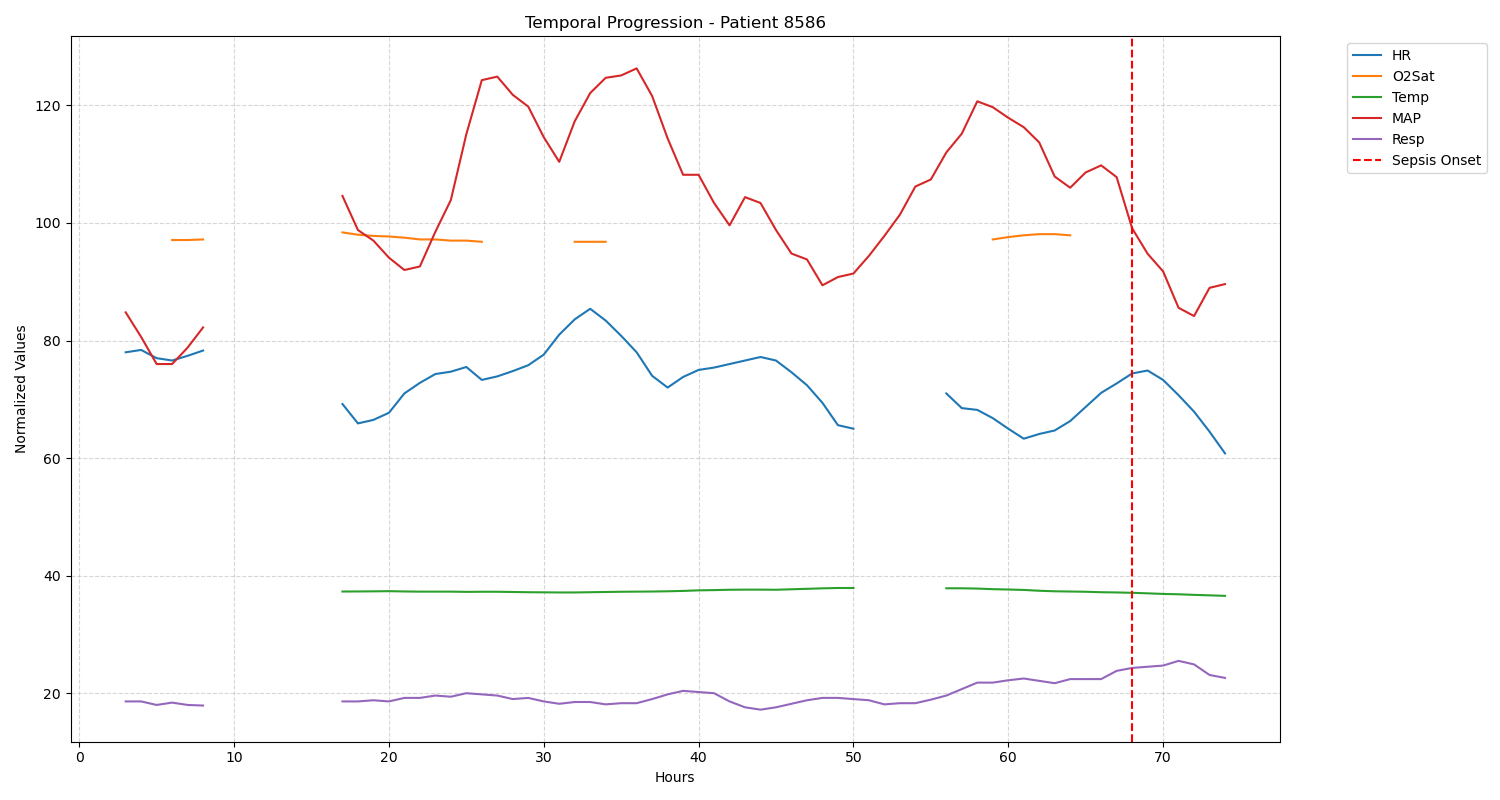 Temporal Progression - Patient 8586
Normalized Values
120
100
80
60
40
20
0
10
20
30
40
50
60
70
Hours
HR
O2Sat
Temp
MAP
Resp
Sepsis Onset